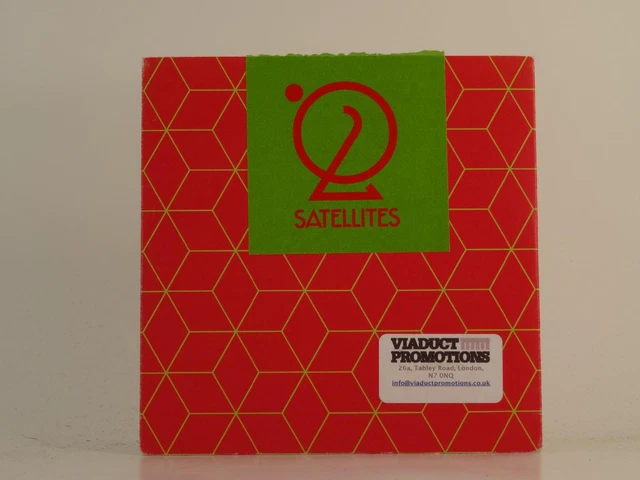 2
SATELLITES
VIADUCT
PROMOTIONS
26a, Tabley Road, London,
N7 0NQ
info@viaductpromotions.co.uk